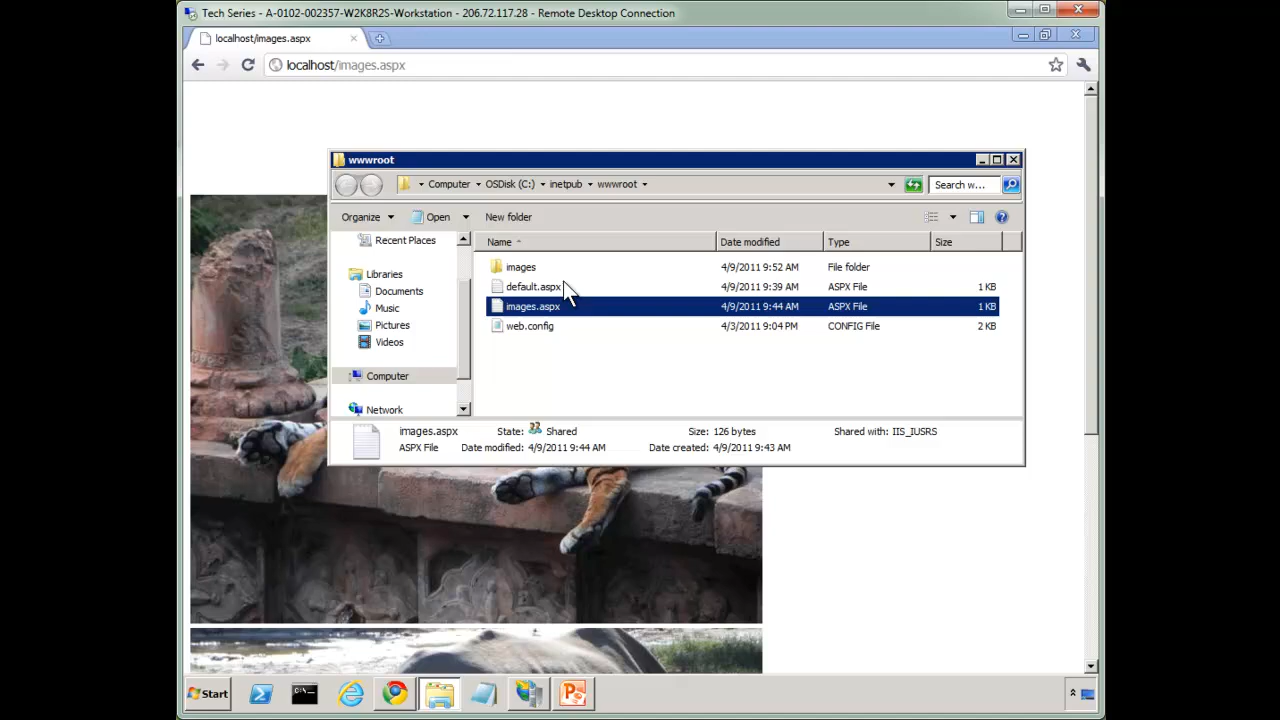 Tech Series - A-0102-002357-W2K8R2S-Workstation - 206.72.117.28 - Remote Desktop Connection
localhost/images.aspx
localhost/images.aspx
wwwroot
Computer OSDisk (C:) inetpub wwwroot
Search w...
Organize Open New folder
Recent Places
Libraries
Documents
Music
Pictures
Videos
Computer
Network
Name Date modified Type Size
images 4/9/2011 9:52 AM File folder
default.aspx 4/9/2011 9:39 AM ASPX File 1 KB
images.aspx 4/9/2011 9:44 AM ASPX File 1 KB
web.config 4/3/2011 9:04 PM CONFIG File 2 KB
images.aspx State: Shared Size: 126 bytes Shared with: IIS_IUSRS
ASPX File Date modified: 4/9/2011 9:44 AM Date created: 4/9/2011 9:43 AM
Start